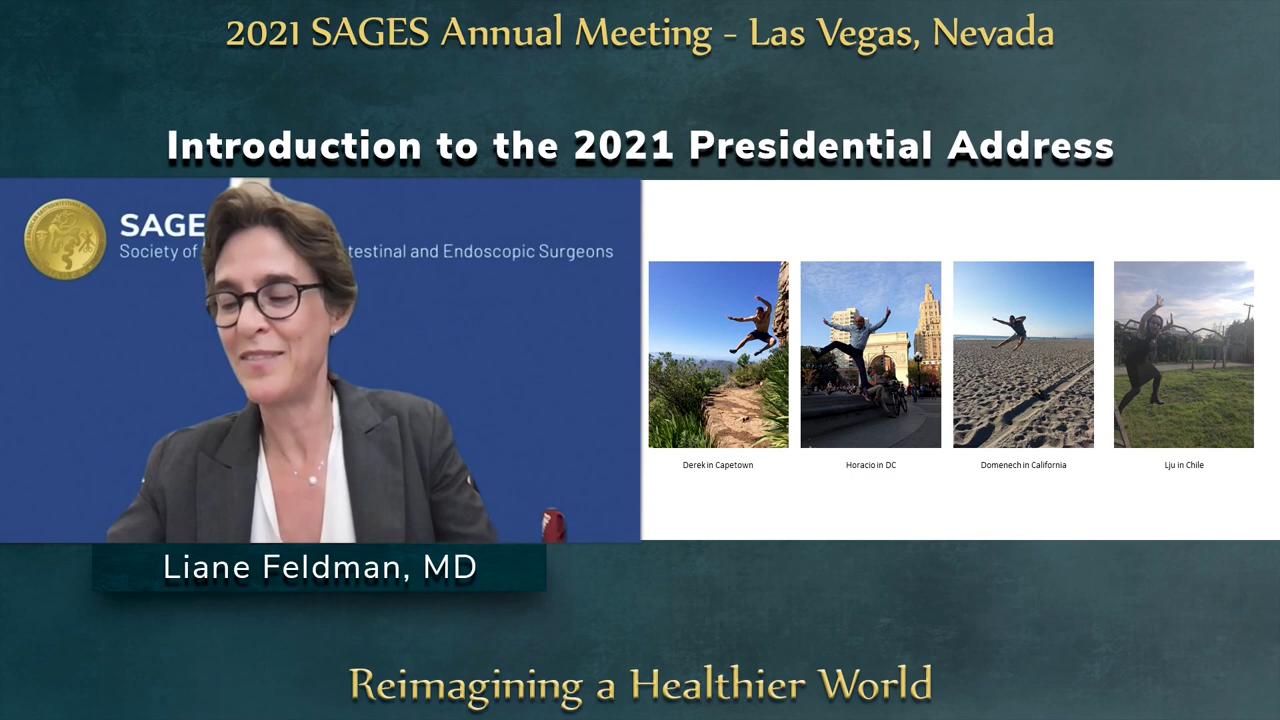 2021 SAGES Annual Meeting - Las Vegas, Nevada
Introduction to the 2021 Presidential Address
SAGE
Society of testinal and Endoscopic Surgeons
Derek in Capetown
Horacio in DC
Domenech in California
Lju in Chile
Liane Feldman, MD
Reimagining a Healthier World